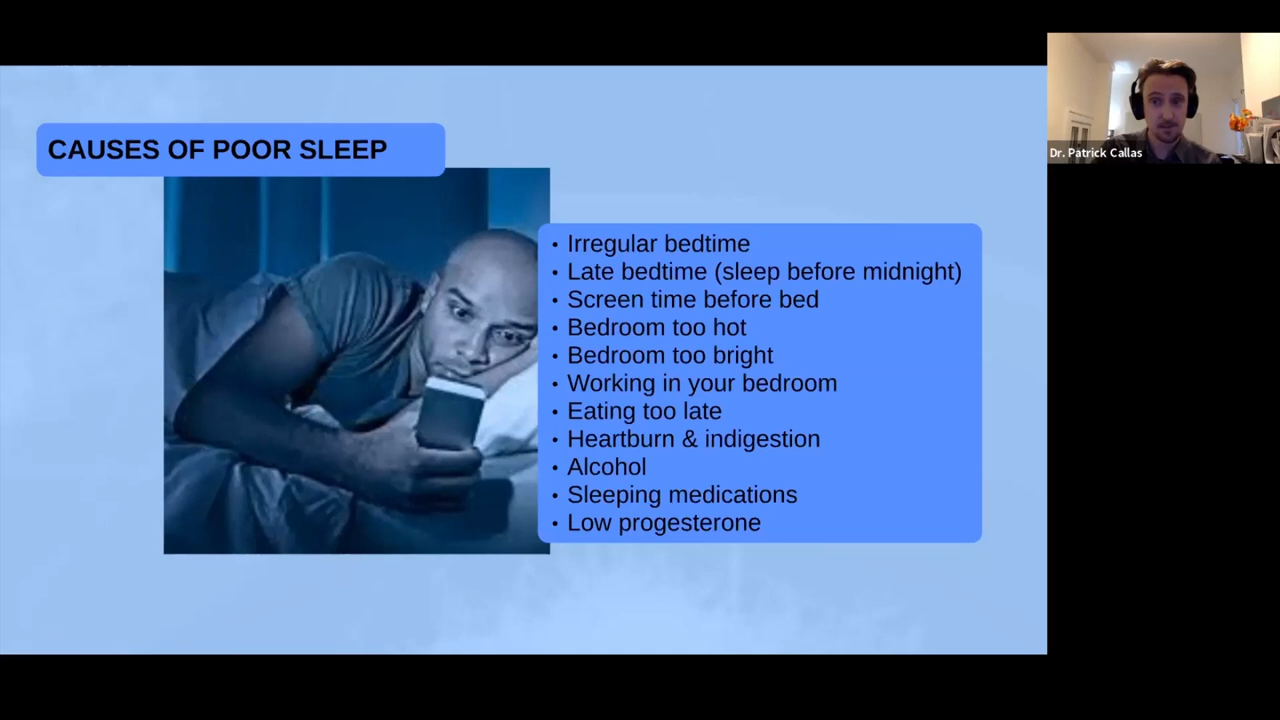 CAUSES OF POOR SLEEP
• Irregular bedtime
• Late bedtime (sleep before midnight)
• Screen time before bed
• Bedroom too hot
• Bedroom too bright
• Working in your bedroom
• Eating too late
• Heartburn & indigestion
• Alcohol
• Sleeping medications
• Low progesterone
Dr. Patrick Callas